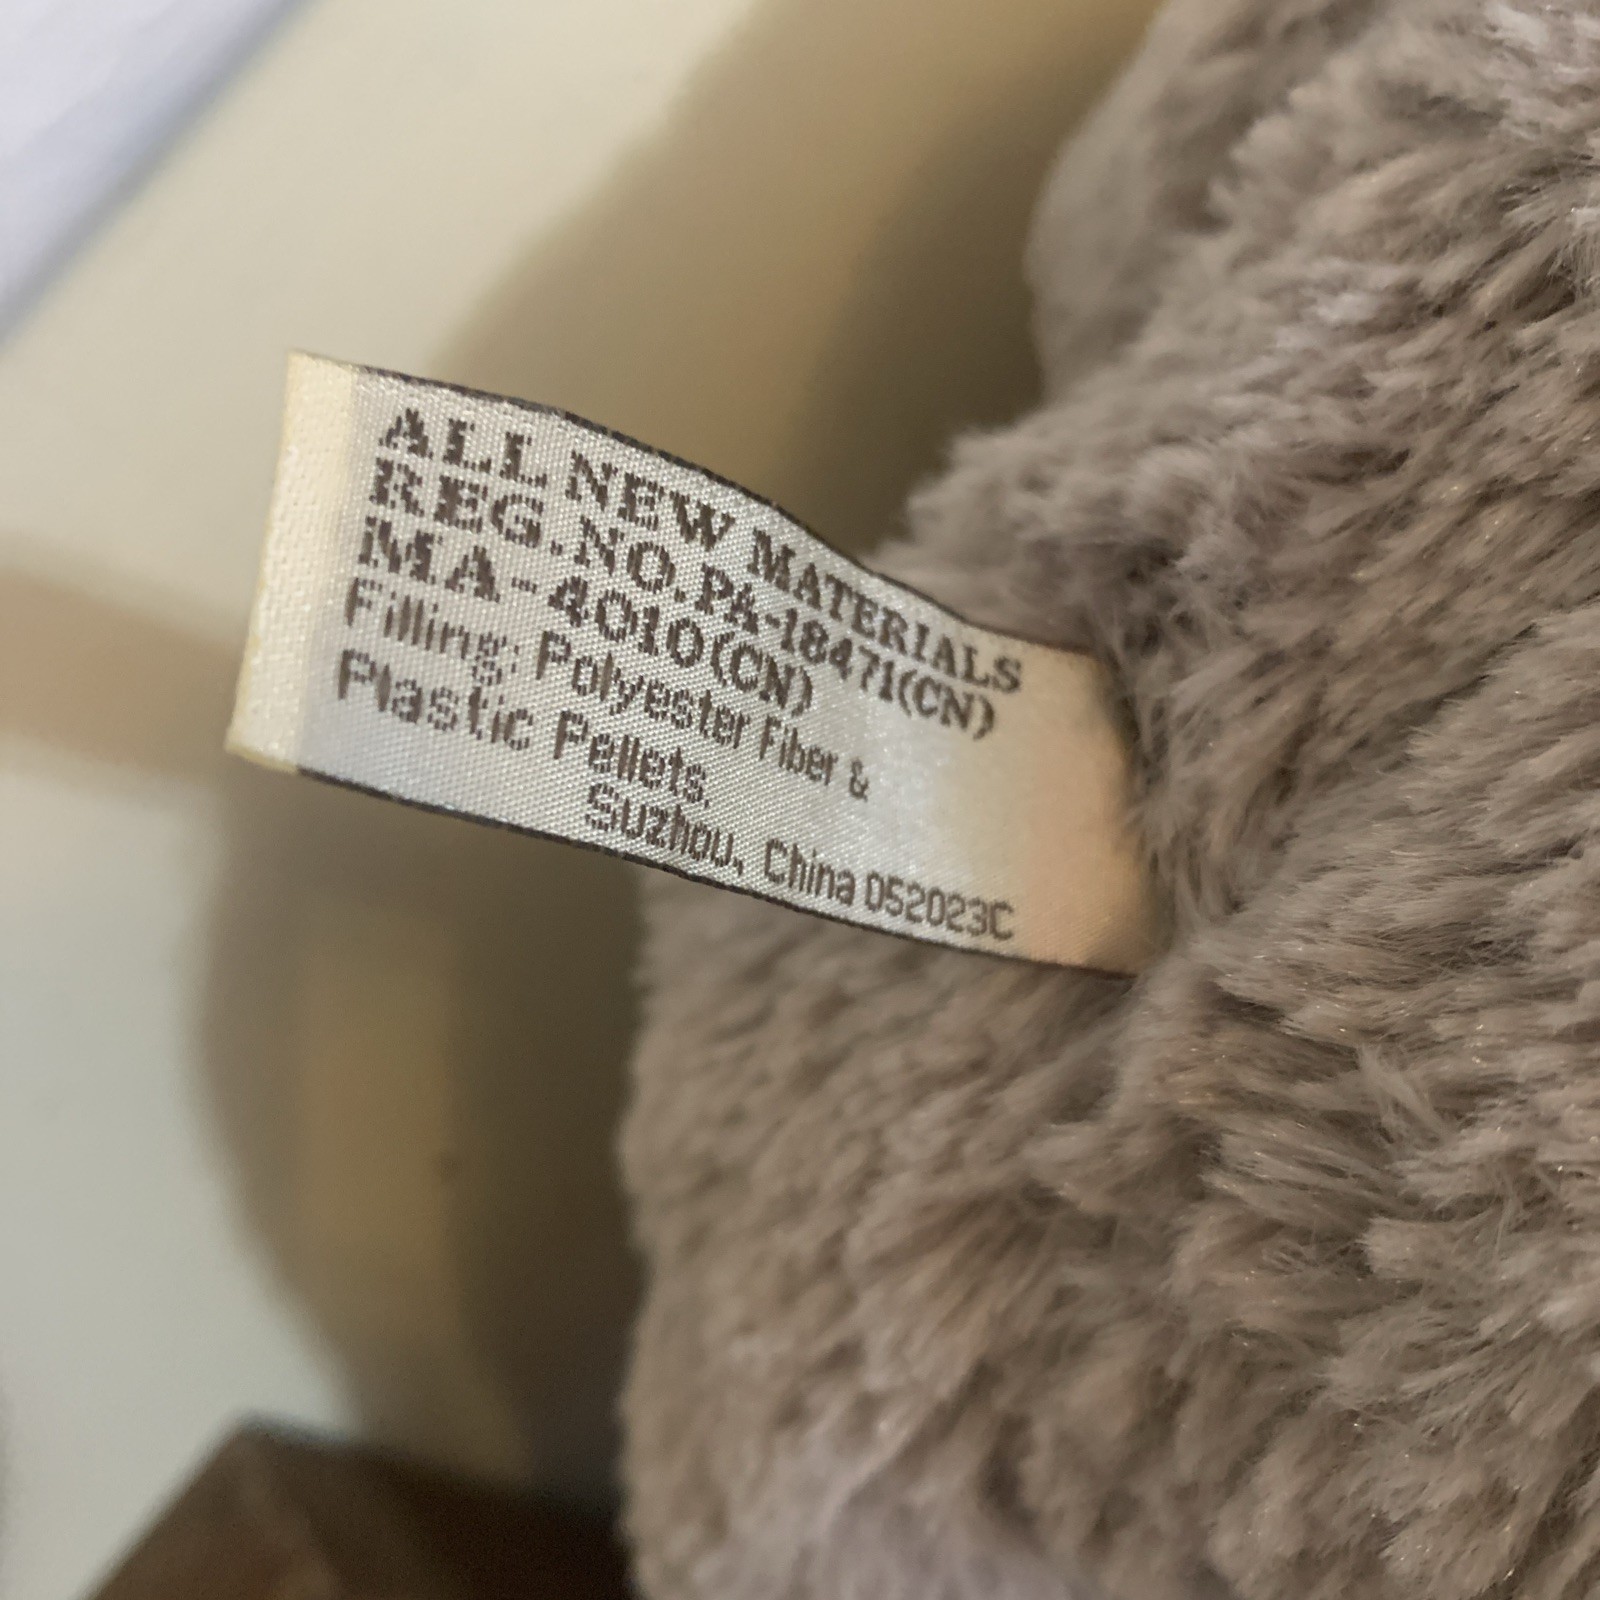 ALL NEW MATERIALS
REG.NO.PA-18471(CN)
MA-4010(CN)
Filling: Polyester Fiber &
Plastic Pellets.
Suzhou, China 052023C